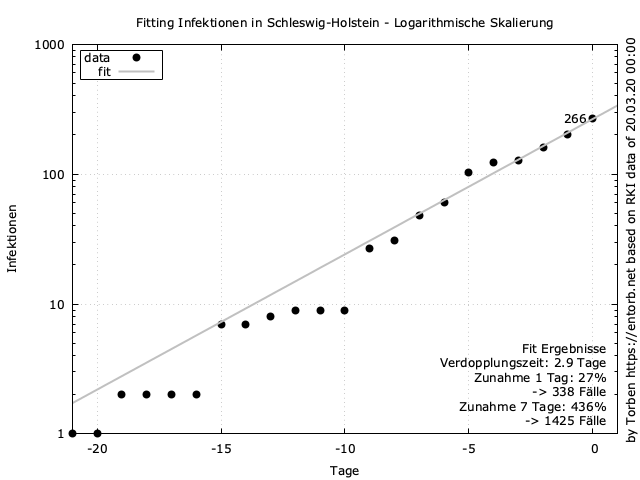 Fitting Infektionen in Schleswig-Holstein - Logarithmische Skalierung
1000
data
fit
266
100
Infektionen
10
Fit Ergebnisse
Verdopplungszeit: 2.9 Tage
Zunahme 1 Tag: 27%
-> 338 Fälle
Zunahme 7 Tage: 436%
-> 1425 Fälle
1
-20 -15 -10 -5 0
Tage
by Torben https://entorb.net based on RKI data of 20.03.20 00:00